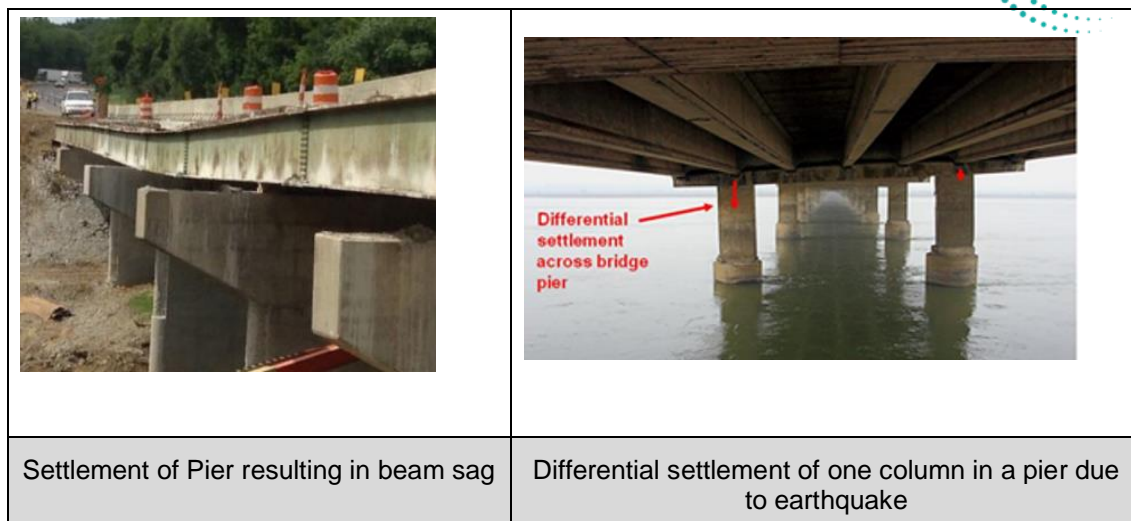 Differential
settlement
across bridge
pier
Settlement of Pier resulting in beam sag
Differential settlement of one column in a pier due
to earthquake